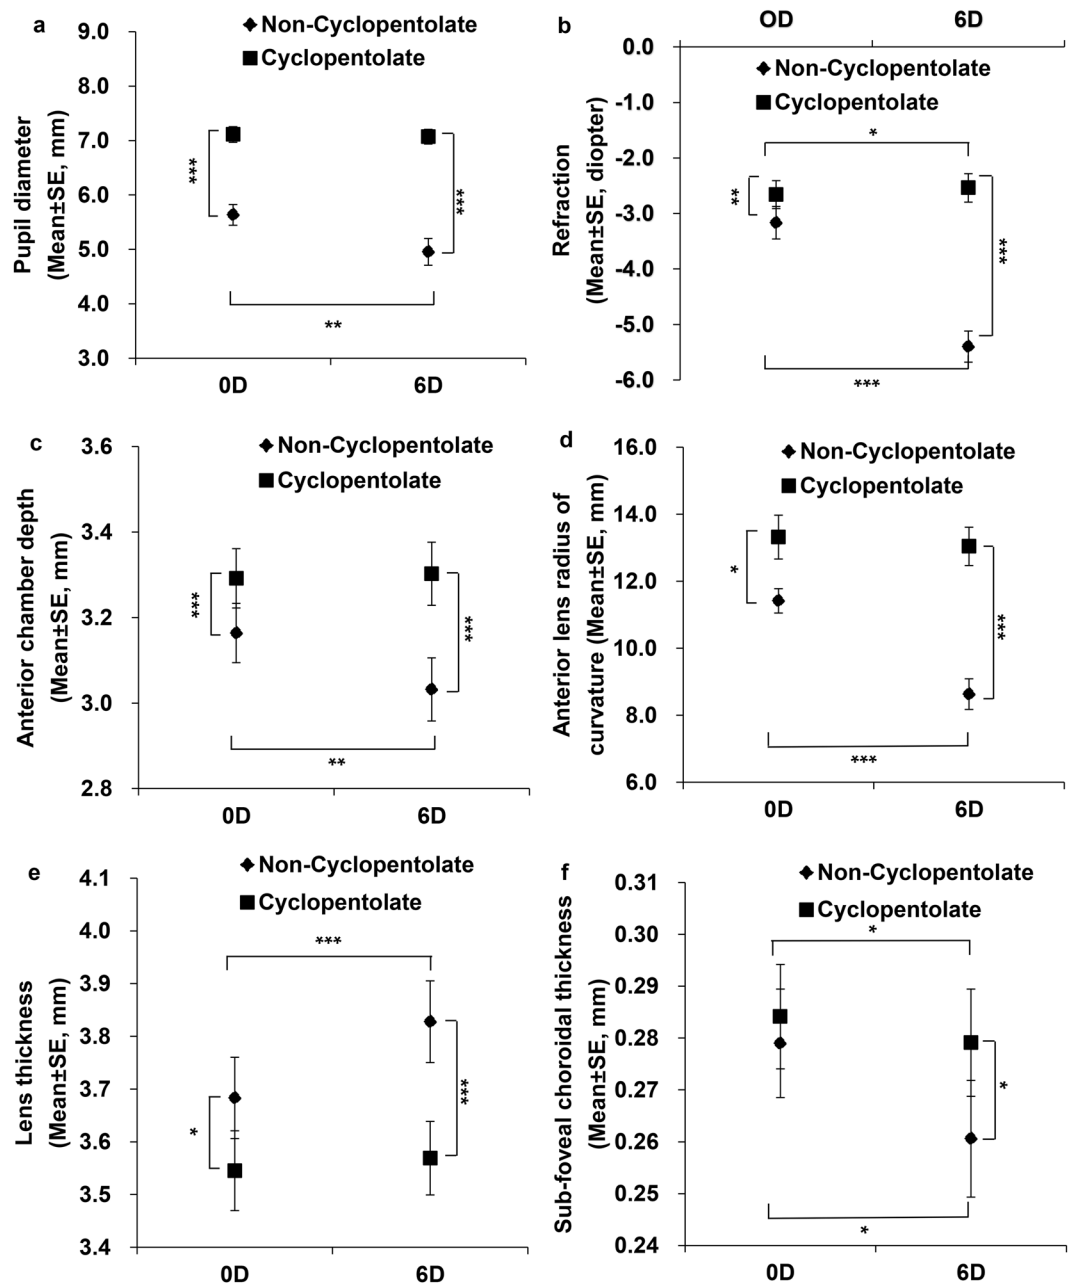 a
Non-Cyclopentolate
Cyclopentolate
Pupil diameter
(Mean±SE, mm)
9.0
8.0
7.0
6.0
5.0
4.0
3.0
***
***
**
0D 6D
b
OD 6D
Non-Cyclopentolate
Cyclopentolate
Refraction
(Mean±SE, diopter)
0.0
-1.0
-2.0
-3.0
-4.0
-5.0
-6.0
*
**
***
***
c
Non-Cyclopentolate
Cyclopentolate
Anterior chamber depth
(Mean±SE, mm)
3.6
3.4
3.2
3.0
2.8
***
***
**
0D 6D
d
Non-Cyclopentolate
Cyclopentolate
Anterior lens radius of
curvature (Mean±SE, mm)
16.0
14.0
12.0
10.0
8.0
6.0
*
***
***
0D 6D
e
Non-Cyclopentolate
Cyclopentolate
Lens thickness
(Mean±SE, mm)
4.1
4.0
3.9
3.8
3.7
3.6
3.5
3.4
***
*
***
0D 6D
f
Non-Cyclopentolate
Cyclopentolate
Sub-foveal choroidal thickness
(Mean±SE, mm)
0.31
0.30
0.29
0.28
0.27
0.26
0.25
0.24
*
*
*
0D 6D